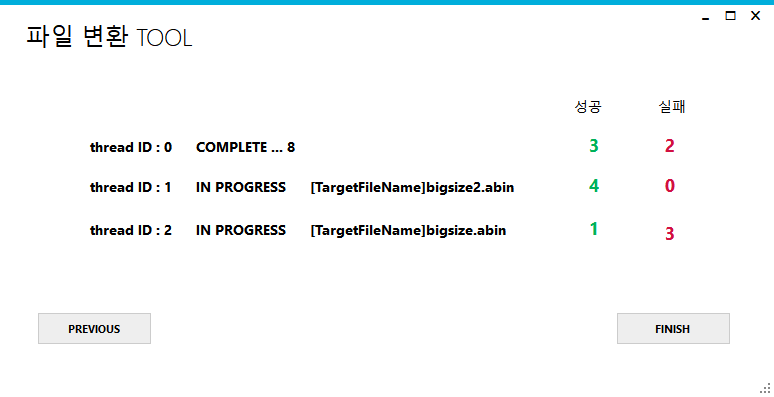 파일 변환 TOOL
성공 실패
thread ID : 0 COMPLETE ... 8 3 2
thread ID : 1 IN PROGRESS [TargetFileName]bigsize2.abin 4 0
thread ID : 2 IN PROGRESS [TargetFileName]bigsize.abin 1 3
PREVIOUS FINISH